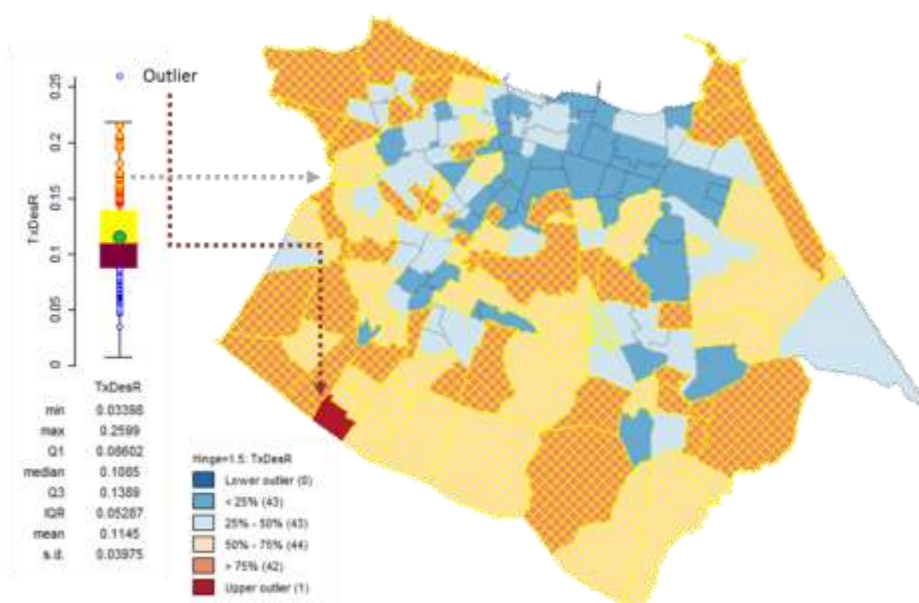 Outlier
0.25
0.2
0.15
0.1
0.05
0
TxDesR
TxDesR
min 0.03398
max 0.2599
Q1 0.08602
median 0.1085
Q3 0.1389
IQR 0.05287
mean 0.1145
s.d. 0.03975
Hinge=1.5: TxDesR
Lower outlier (0)
< 25% (43)
25% - 50% (43)
50% - 75% (44)
> 75% (42)
Upper outlier (1)